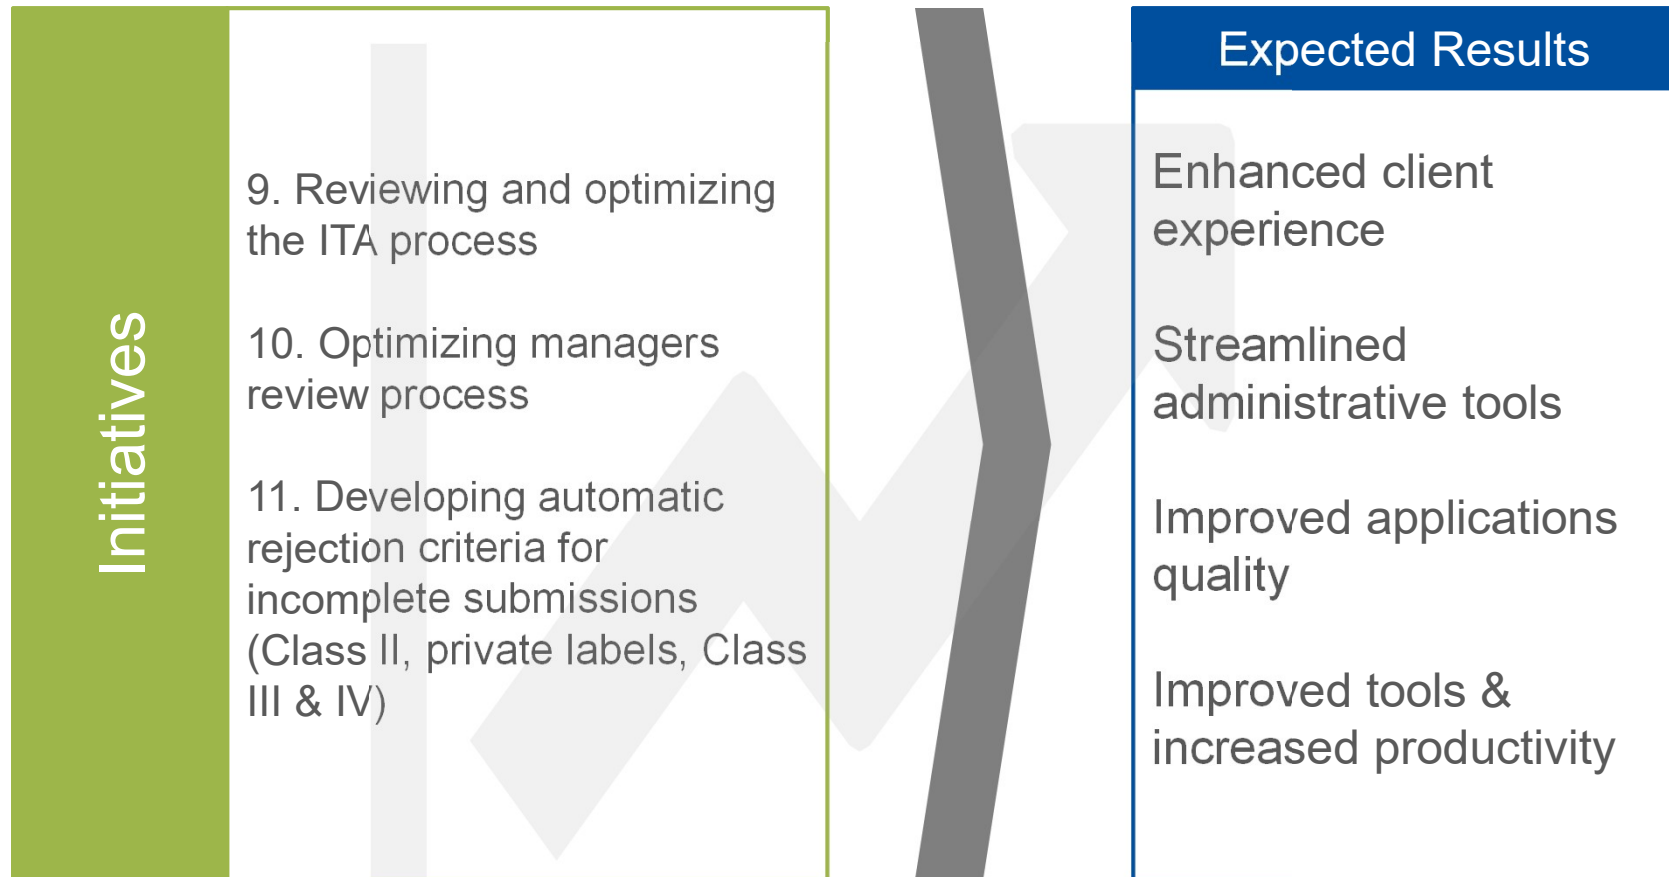 Initiatives
9. Reviewing and optimizing
the ITA process
10. Optimizing managers
review process
11. Developing automatic
rejection criteria for
incomplete submissions
(Class II, private labels, Class
III & IV)
Expected Results
Enhanced client
experience
Streamlined
administrative tools
Improved applications
quality
Improved tools &
increased productivity